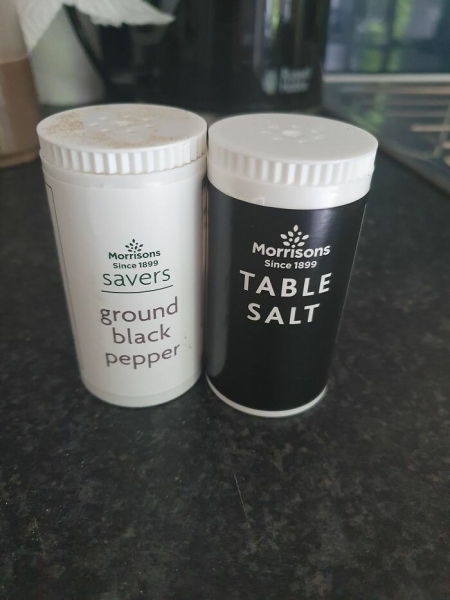 Morrisons
Since 1899
savers
ground
black
pepper
Morrisons
Since 1899
TABLE
SALT